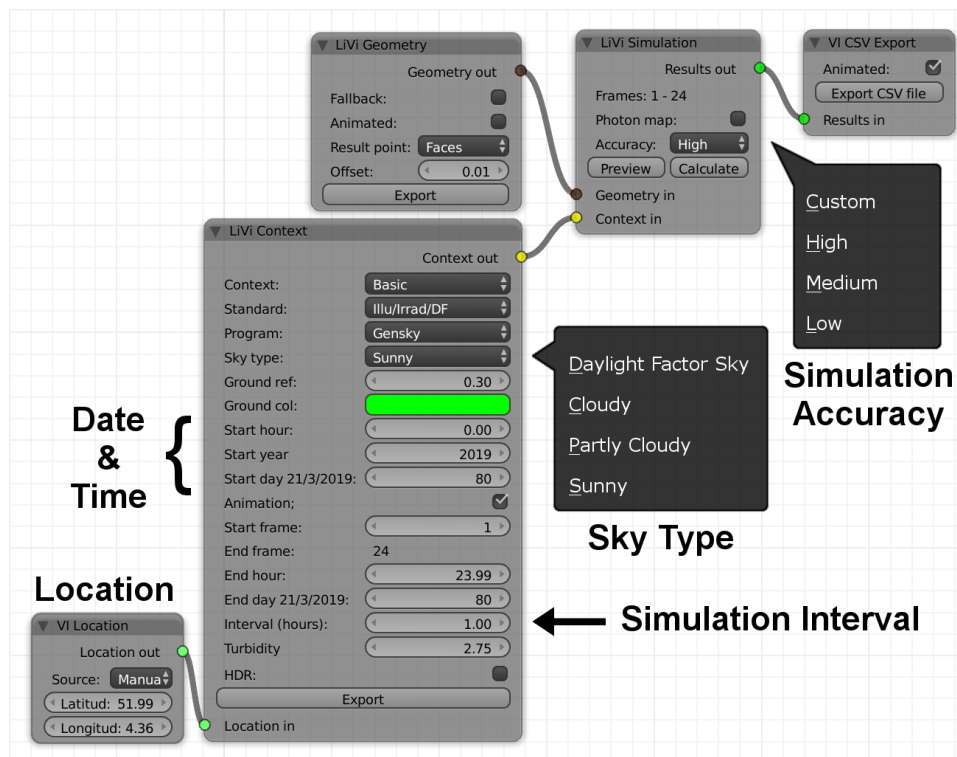 LiVi Geometry
Geometry out
Fallback:
Animated:
Result point: Faces
Offset: 0.01
Export
LiVi Simulation
Results out
Frames: 1 - 24
Photon map:
Accuracy: High
Preview Calculate
Geometry in
Context in
VI CSV Export
Animated:
Export CSV file
Results in
Custom
High
Medium
Low
Simulation
Accuracy
LiVi Context
Context out
Context: Basic
Standard: Illu/Irrad/DF
Program: Gensky
Sky type: Sunny
Ground ref: 0.30
Ground col:
Start hour: 0.00
Start year 2019
Start day 21/3/2019: 80
Animation;
Start frame: 1
End frame: 24
End hour: 23.99
End day 21/3/2019: 80
Interval (hours): 1.00
Turbidity 2.75
HDR:
Export
Location in
Daylight Factor Sky
Cloudy
Partly Cloudy
Sunny
Sky Type
Date
&
Time
{
Simulation Interval
Location
VI Location
Location out
Source: Manua
Latitud: 51.99
Longitud: 4.36